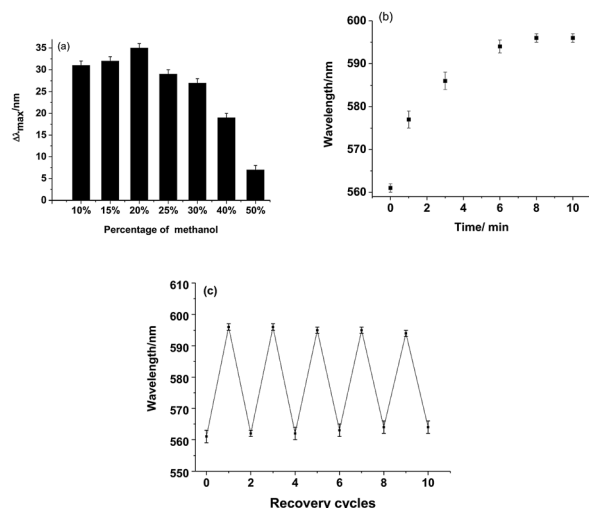 (a)
35
30
25
20
15
10
5
0
Δλmax/nm
10% 15% 20% 25% 30% 40% 50%
Percentage of methanol
(b)
600
590
580
570
560
Wavelength/nm
0 2 4 6 8 10
Time/ min
(c)
610
600
590
580
570
560
550
Wavelength/nm
0 2 4 6 8 10
Recovery cycles